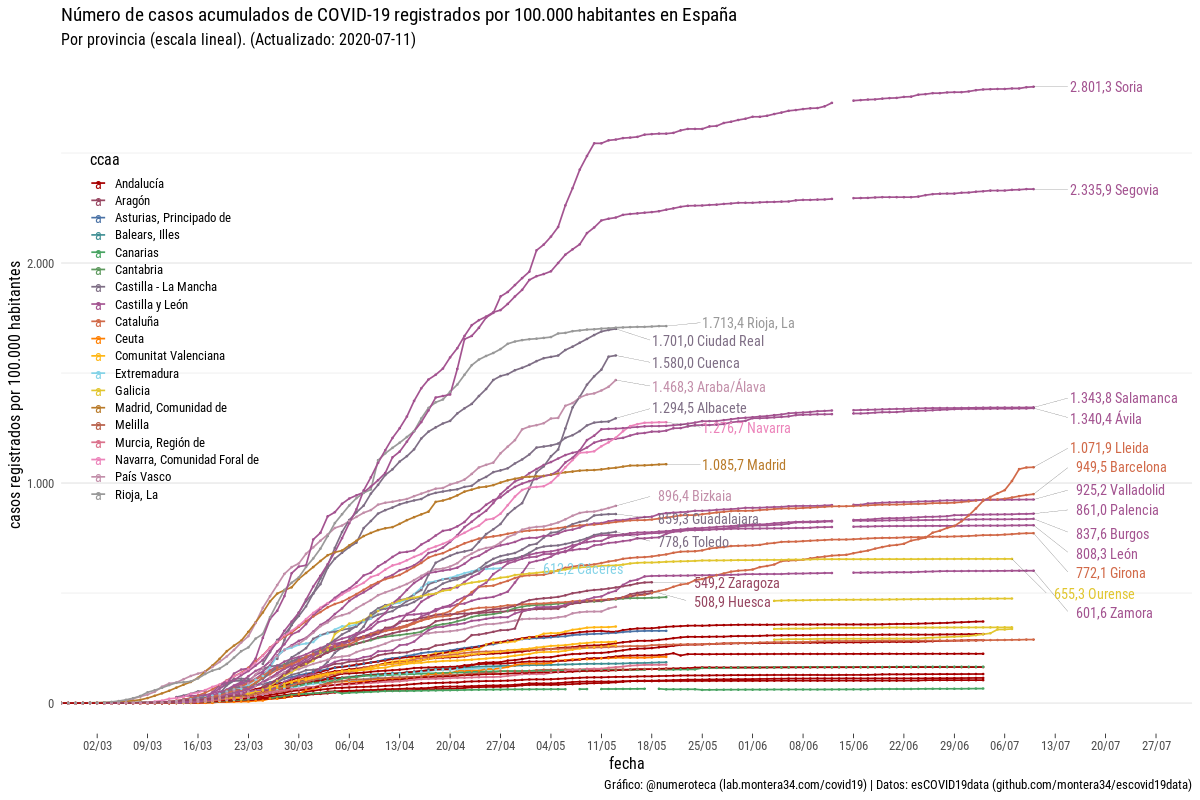 Número de casos acumulados de COVID-19 registrados por 100.000 habitantes en España
Por provincia (escala lineal). (Actualizado: 2020-07-11)
casos registrados por 100.000 habitantes
2.000
1.000
0
ccaa
Andalucía
Aragón
Asturias, Principado de
Balears, Illes
Canarias
Cantabria
Castilla - La Mancha
Castilla y León
Cataluña
Ceuta
Comunitat Valenciana
Extremadura
Galicia
Madrid, Comunidad de
Melilla
Murcia, Región de
Navarra, Comunidad Foral de
País Vasco
Rioja, La
2.801,3 Soria
2.335,9 Segovia
1.713,4 Rioja, La
1.701,0 Ciudad Real
1.580,0 Cuenca
1.468,3 Araba/Álava
1.294,5 Albacete
1.276,7 Navarra
1.085,7 Madrid
896,4 Bizkaia
859,3 Guadalajara
778,6 Toledo
612,2 Cáceres
549,2 Zaragoza
508,9 Huesca
1.343,8 Salamanca
1.340,4 Ávila
1.071,9 Lleida
949,5 Barcelona
925,2 Valladolid
861,0 Palencia
837,6 Burgos
808,3 León
772,1 Girona
655,3 Ourense
601,6 Zamora
02/03 09/03 16/03 23/03 30/03 06/04 13/04 20/04 27/04 04/05 11/05 18/05 25/05 01/06 08/06 15/06 22/06 29/06 06/07 13/07 20/07 27/07
fecha
Gráfico: @numeroteca (lab.montera34.com/covid19) | Datos: esCOVID19data (github.com/montera34/escovid19data)